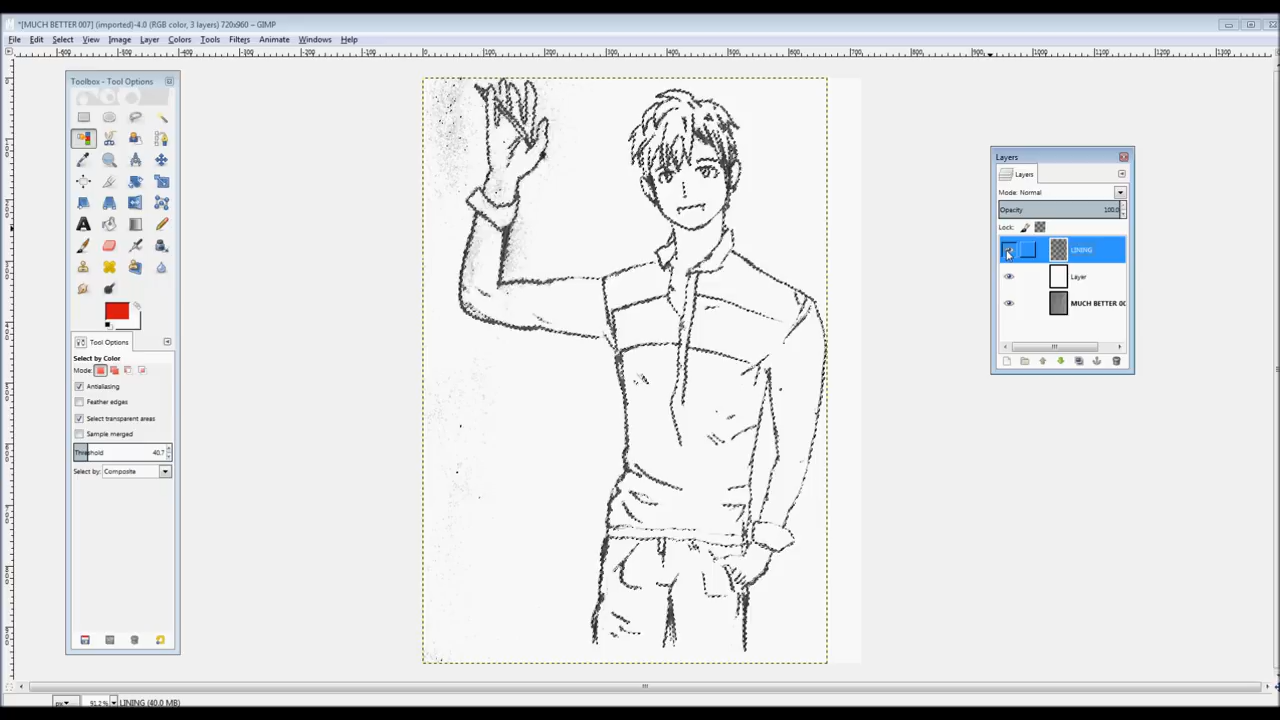 *[MUCH BETTER 007] (imported)-4.0 (RGB color, 3 layers) 720x960 – GIMP
File Edit Select View Image Layer Colors Tools Filters Animate Windows Help
Toolbox - Tool Options
Tool Options
Select by Color
Mode:
Antialiasing
Feather edges
Select transparent areas
Sample merged
Threshold 40.7
Select by: Composite
Layers
Layers
Mode: Normal
Opacity 100.0
Lock:
LINING
Layer
MUCH BETTER 00
px 91.2 % LINING (40.0 MB)